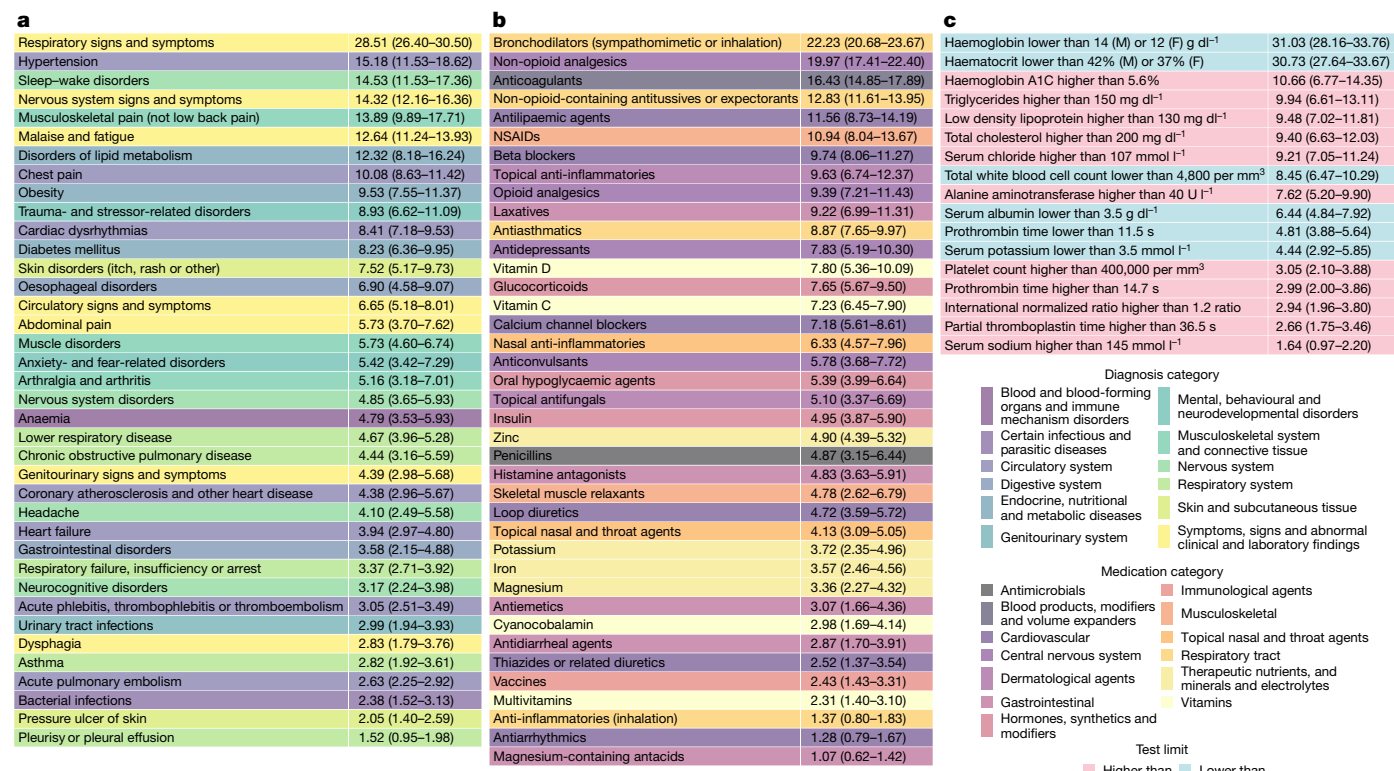 a
Respiratory signs and symptoms 28.51 (26.40–30.50)
Hypertension 15.18 (11.53–18.62)
Sleep–wake disorders 14.53 (11.53–17.36)
Nervous system signs and symptoms 14.32 (12.16–16.36)
Musculoskeletal pain (not low back pain) 13.89 (9.89–17.71)
Malaise and fatigue 12.64 (11.24–13.93)
Disorders of lipid metabolism 12.32 (8.18–16.24)
Chest pain 10.08 (8.63–11.42)
Obesity 9.53 (7.55–11.37)
Trauma- and stressor-related disorders 8.93 (6.62–11.09)
Cardiac dysrhythmias 8.41 (7.18–9.53)
Diabetes mellitus 8.23 (6.36–9.95)
Skin disorders (itch, rash or other) 7.52 (5.17–9.73)
Oesophageal disorders 6.90 (4.58–9.07)
Circulatory signs and symptoms 6.65 (5.18–8.01)
Abdominal pain 5.73 (3.70–7.62)
Muscle disorders 5.73 (4.60–6.74)
Anxiety- and fear-related disorders 5.42 (3.42–7.29)
Arthralgia and arthritis 5.16 (3.18–7.01)
Nervous system disorders 4.85 (3.65–5.93)
Anaemia 4.79 (3.53–5.93)
Lower respiratory disease 4.67 (3.96–5.28)
Chronic obstructive pulmonary disease 4.44 (3.16–5.59)
Genitourinary signs and symptoms 4.39 (2.98–5.68)
Coronary atherosclerosis and other heart disease 4.38 (2.96–5.67)
Headache 4.10 (2.49–5.58)
Heart failure 3.94 (2.97–4.80)
Gastrointestinal disorders 3.58 (2.15–4.88)
Respiratory failure, insufficiency or arrest 3.37 (2.71–3.92)
Neurocognitive disorders 3.17 (2.24–3.98)
Acute phlebitis, thrombophlebitis or thromboembolism 3.05 (2.51–3.49)
Urinary tract infections 2.99 (1.94–3.93)
Dysphagia 2.83 (1.79–3.76)
Asthma 2.82 (1.92–3.61)
Acute pulmonary embolism 2.63 (2.25–2.92)
Bacterial infections 2.38 (1.52–3.13)
Pressure ulcer of skin 2.05 (1.40–2.59)
Pleurisy or pleural effusion 1.52 (0.95–1.98)
b
Bronchodilators (sympathomimetic or inhalation) 22.23 (20.68–23.67)
Non-opioid analgesics 19.97 (17.41–22.40)
Anticoagulants 16.43 (14.85–17.89)
Non-opioid-containing antitussives or expectorants 12.83 (11.61–13.95)
Antilipaemic agents 11.56 (8.73–14.19)
NSAIDs 10.94 (8.04–13.67)
Beta blockers 9.74 (8.06–11.27)
Topical anti-inflammatories 9.63 (6.74–12.37)
Opioid analgesics 9.39 (7.21–11.43)
Laxatives 9.22 (6.99–11.31)
Antiasthmatics 8.87 (7.65–9.97)
Antidepressants 7.83 (5.19–10.30)
Vitamin D 7.80 (5.36–10.09)
Glucocorticoids 7.65 (5.67–9.50)
Vitamin C 7.23 (6.45–7.90)
Calcium channel blockers 7.18 (5.61–8.61)
Nasal anti-inflammatories 6.33 (4.57–7.96)
Anticonvulsants 5.78 (3.68–7.72)
Oral hypoglycaemic agents 5.39 (3.99–6.64)
Topical antifungals 5.10 (3.37–6.69)
Insulin 4.95 (3.87–5.90)
Zinc 4.90 (4.39–5.32)
Penicillins 4.87 (3.15–6.44)
Histamine antagonists 4.83 (3.63–5.91)
Skeletal muscle relaxants 4.78 (2.62–6.79)
Loop diuretics 4.72 (3.59–5.72)
Topical nasal and throat agents 4.13 (3.09–5.05)
Potassium 3.72 (2.35–4.96)
Iron 3.57 (2.46–4.56)
Magnesium 3.36 (2.27–4.32)
Antiemetics 3.07 (1.66–4.36)
Cyanocobalamin 2.98 (1.69–4.14)
Antidiarrheal agents 2.87 (1.70–3.91)
Thiazides or related diuretics 2.52 (1.37–3.54)
Vaccines 2.43 (1.43–3.31)
Multivitamins 2.31 (1.40–3.10)
Anti-inflammatories (inhalation) 1.37 (0.80–1.83)
Antiarrhythmics 1.28 (0.79–1.67)
Magnesium-containing antacids 1.07 (0.62–1.42)
c
Haemoglobin lower than 14 (M) or 12 (F) g dl⁻¹ 31.03 (28.16–33.76)
Haematocrit lower than 42% (M) or 37% (F) 30.73 (27.64–33.67)
Haemoglobin A1C higher than 5.6% 10.66 (6.77–14.35)
Triglycerides higher than 150 mg dl⁻¹ 9.94 (6.61–13.11)
Low density lipoprotein higher than 130 mg dl⁻¹ 9.48 (7.02–11.81)
Total cholesterol higher than 200 mg dl⁻¹ 9.40 (6.63–12.03)
Serum chloride higher than 107 mmol l⁻¹ 9.21 (7.05–11.24)
Total white blood cell count lower than 4,800 per mm³ 8.45 (6.47–10.29)
Alanine aminotransferase higher than 40 U l⁻¹ 7.62 (5.20–9.90)
Serum albumin lower than 3.5 g dl⁻¹ 6.44 (4.84–7.92)
Prothrombin time lower than 11.5 s 4.81 (3.88–5.64)
Serum potassium lower than 3.5 mmol l⁻¹ 4.44 (2.92–5.85)
Platelet count higher than 400,000 per mm³ 3.05 (2.10–3.88)
Prothrombin time higher than 14.7 s 2.99 (2.00–3.86)
International normalized ratio higher than 1.2 ratio 2.94 (1.96–3.80)
Partial thromboplastin time higher than 36.5 s 2.66 (1.75–3.46)
Serum sodium higher than 145 mmol l⁻¹ 1.64 (0.97–2.20)
Diagnosis category
Blood and blood-forming
organs and immune
mechanism disorders
Certain infectious and
parasitic diseases
Circulatory system
Digestive system
Endocrine, nutritional
and metabolic diseases
Genitourinary system
Mental, behavioural and
neurodevelopmental disorders
Musculoskeletal system
and connective tissue
Nervous system
Respiratory system
Skin and subcutaneous tissue
Symptoms, signs and abnormal
clinical and laboratory findings
Medication category
Antimicrobials
Blood products, modifiers
and volume expanders
Cardiovascular
Central nervous system
Dermatological agents
Gastrointestinal
Hormones, synthetics and
modifiers
Immunological agents
Musculoskeletal
Topical nasal and throat agents
Respiratory tract
Therapeutic nutrients, and
minerals and electrolytes
Vitamins
Test limit
Higher than
Lower than